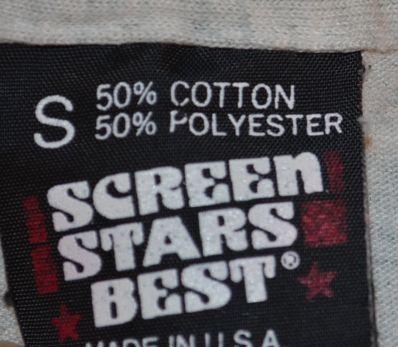 S 50% COTTON
50% POLYESTER
SCREEN
STARS
BEST®
MADE IN U.S.A.